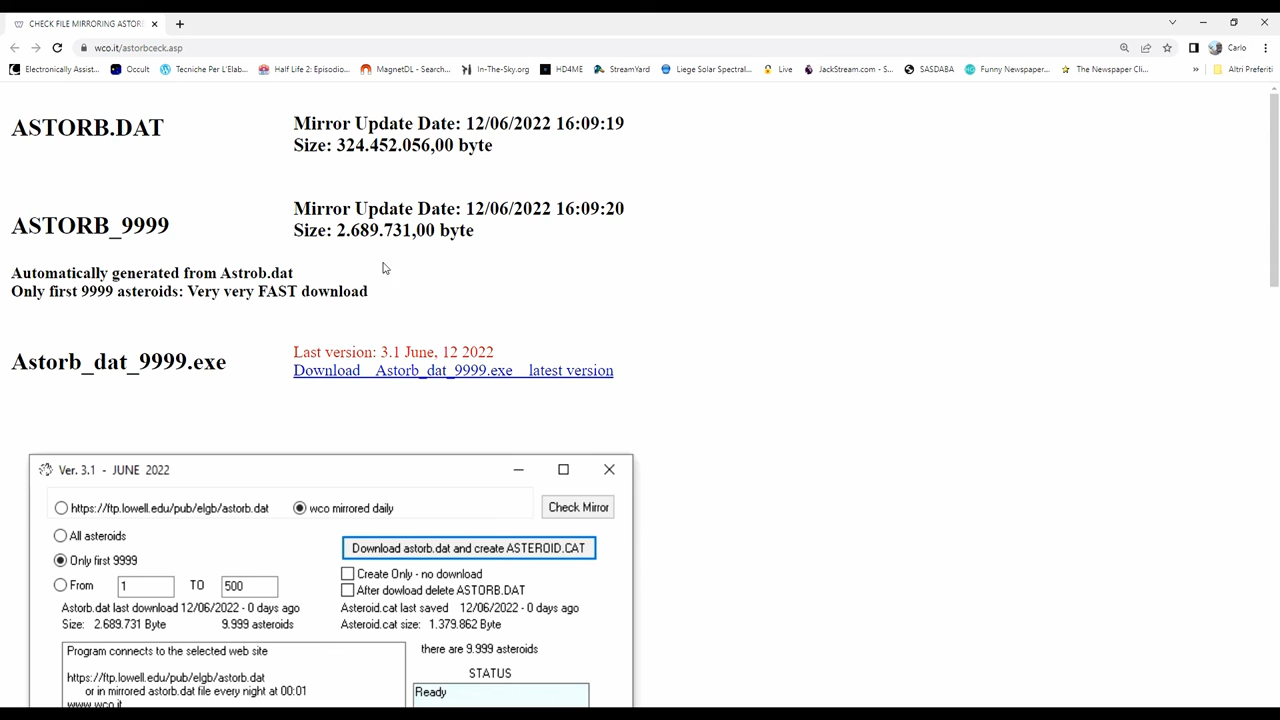 CHECK FILE MIRRORING ASTOR
wco.it/astorbceck.asp
Carlo
Electronically Assist...
Occult
Tecniche Per L'Elab...
Half Life 2: Episodio...
MagnetDL - Search...
In-The-Sky.org
HD4ME
StreamYard
Liege Solar Spectral...
Live
JackStream.com - S...
SASDABA
Funny Newspaper...
The Newspaper Cli...
»
Altri Preferiti
ASTORB.DAT
Mirror Update Date: 12/06/2022 16:09:19
Size: 324.452.056,00 byte
ASTORB_9999
Mirror Update Date: 12/06/2022 16:09:20
Size: 2.689.731,00 byte
Automatically generated from Astrob.dat
Only first 9999 asteroids: Very very FAST download
Astorb_dat_9999.exe
Last version: 3.1 June, 12 2022
Download Astorb_dat_9999.exe latest version
Ver. 3.1 - JUNE 2022
https://ftp.lowell.edu/pub/elgb/astorb.dat
wco mirrored daily
Check Mirror
All asteroids
Download astorb.dat and create ASTEROID.CAT
Only first 9999
Create Only - no download
From 1 TO 500
After dowload delete ASTORB.DAT
Astorb.dat last download 12/06/2022 - 0 days ago
Asteroid.cat last saved 12/06/2022 - 0 days ago
Size: 2.689.731 Byte 9.999 asteroids
Asteroid.cat size: 1.379.862 Byte
Program connects to the selected web site
there are 9.999 asteroids
https://ftp.lowell.edu/pub/elgb/astorb.dat
STATUS
or in mirrored astorb.dat file every night at 00:01
Ready
www.wco.it